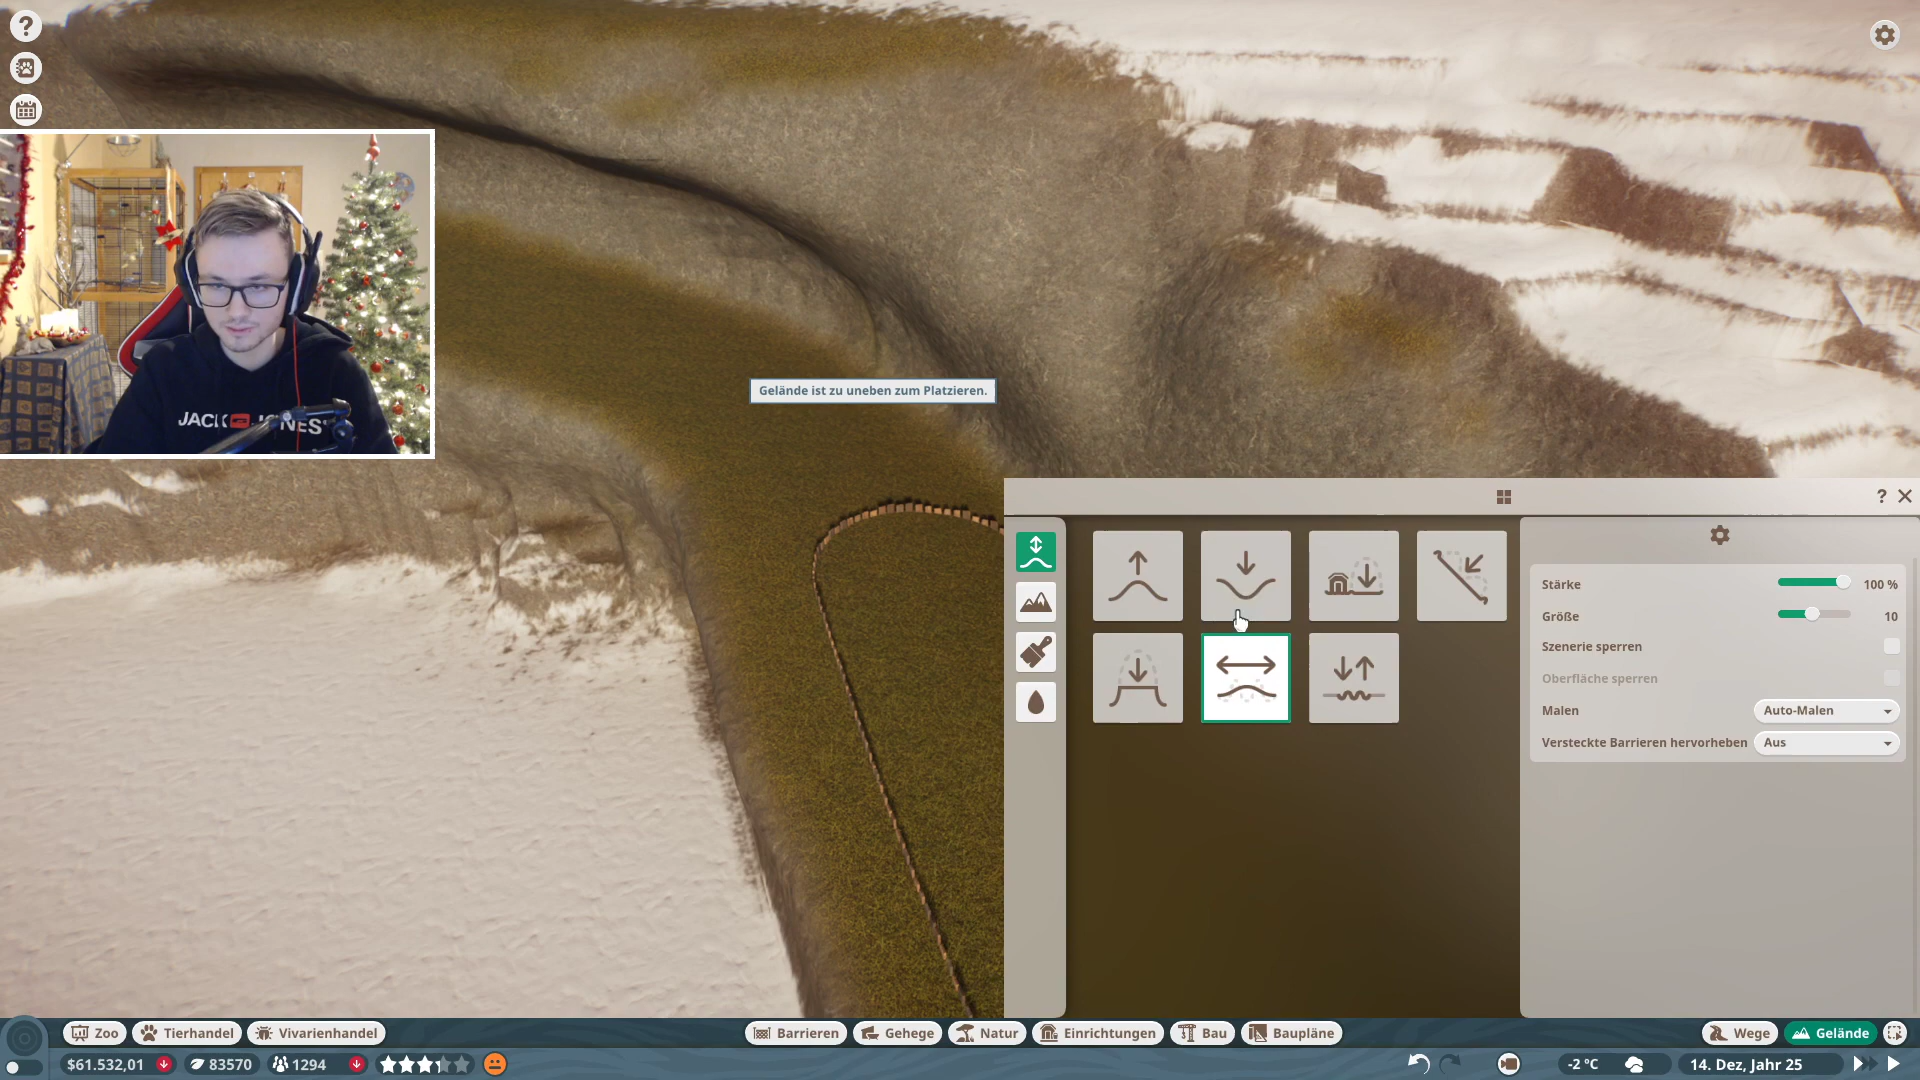 JACK JONES
Gelände ist zu uneben zum Platzieren.
?
Stärke 100 %
Größe 10
Szenerie sperren
Oberfläche sperren
Malen Auto-Malen
Versteckte Barrieren hervorheben Aus
Zoo Tierhandel Vivarienhandel Barrieren Gehege Natur Einrichtungen Bau Baupläne Wege Gelände
$61.532,01 83570 1294 -2 °C 14. Dez, Jahr 25